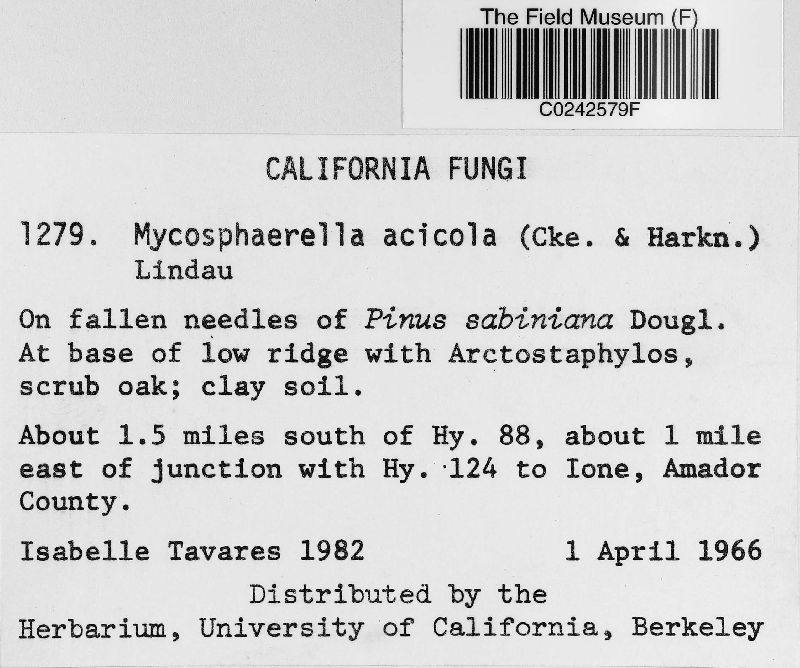 The Field Museum (F)
C0242579F
CALIFORNIA FUNGI
1279. Mycosphaerella acicola (Cke. & Harkn.)
Lindau
On fallen needles of Pinus sabiniana Dougl.
At base of low ridge with Arctostaphylos,
scrub oak; clay soil.
About 1.5 miles south of Hy. 88, about 1 mile
east of junction with Hy. 124 to Ione, Amador
County.
Isabelle Tavares 1982 1 April 1966
Distributed by the
Herbarium, University of California, Berkeley